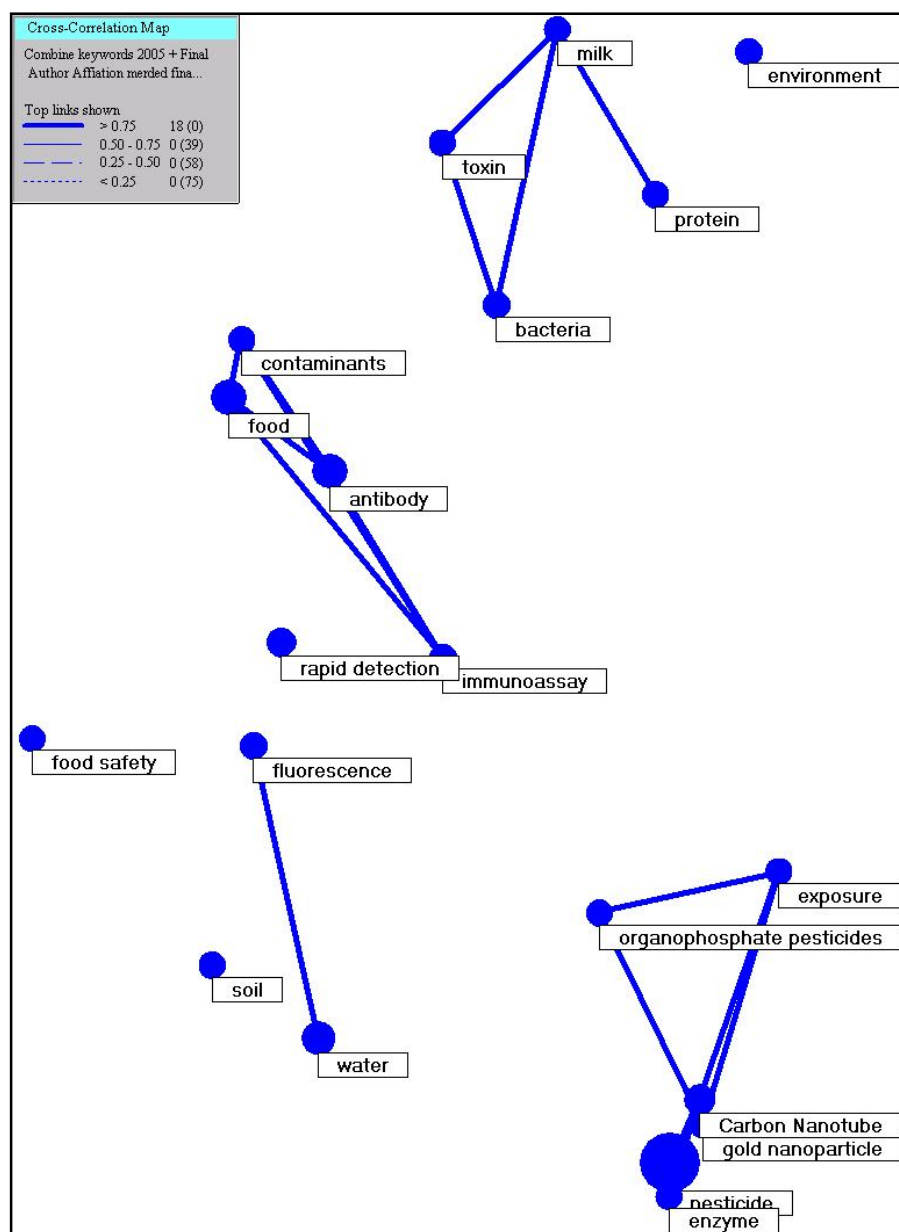 Cross-Correlation Map
Combine keywords 2005 + Final
Author Affiation merded fina...
Top links shown
> 0.75 18 (0)
0.50 - 0.75 0 (39)
0.25 - 0.50 0 (58)
< 0.25 0 (75)
milk
environment
toxin
protein
bacteria
contaminants
food
antibody
rapid detection
immunoassay
food safety
fluorescence
exposure
organophosphate pesticides
soil
water
Carbon Nanotube
gold nanoparticle
pesticide
enzyme